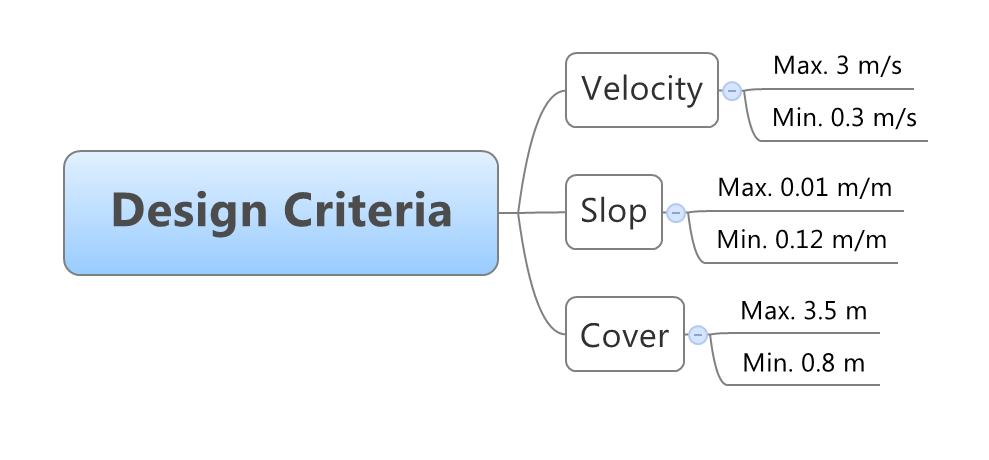 Design Criteria
Velocity
Max. 3 m/s
Min. 0.3 m/s
Slop
Max. 0.01 m/m
Min. 0.12 m/m
Cover
Max. 3.5 m
Min. 0.8 m